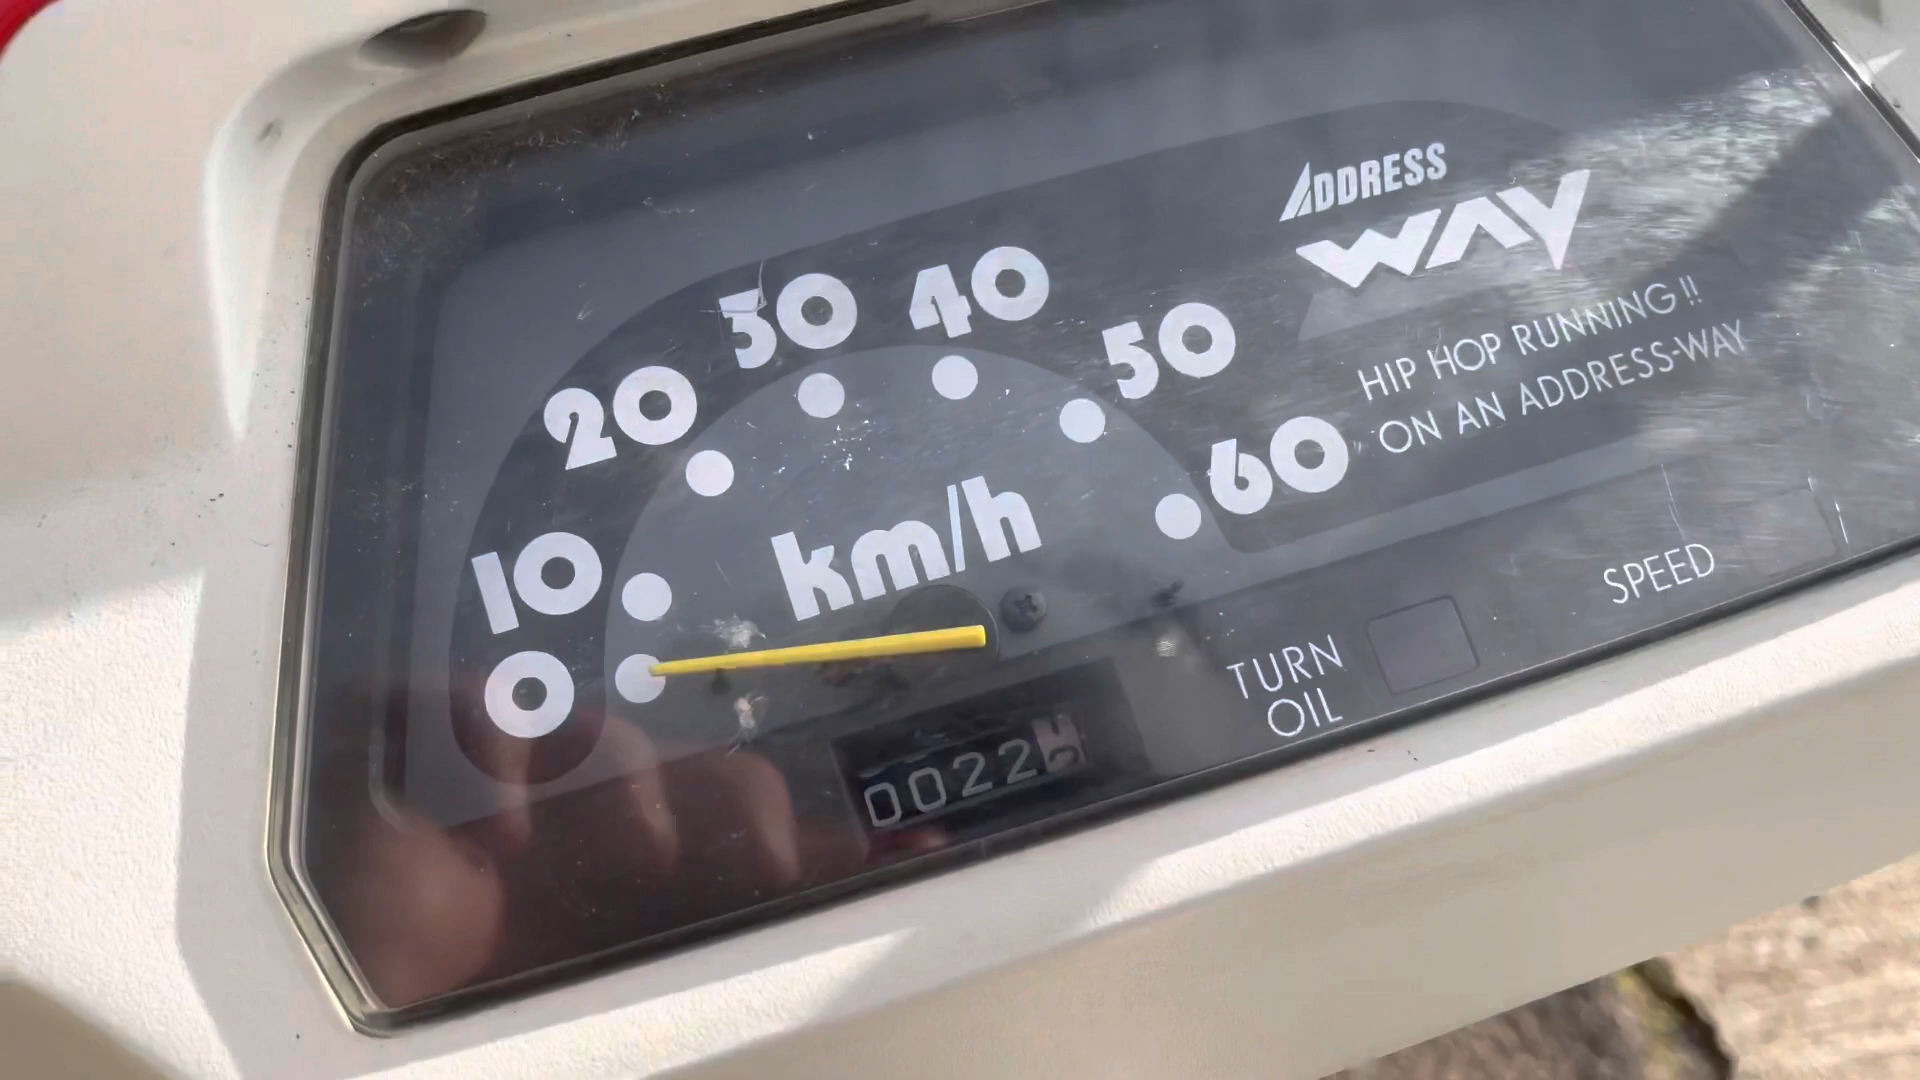 ADDRESS
WAY
HIP HOP RUNNING!!
ON AN ADDRESS-WAY
0
10
20
30
40
50
60
km/h
TURN
OIL
SPEED
0022